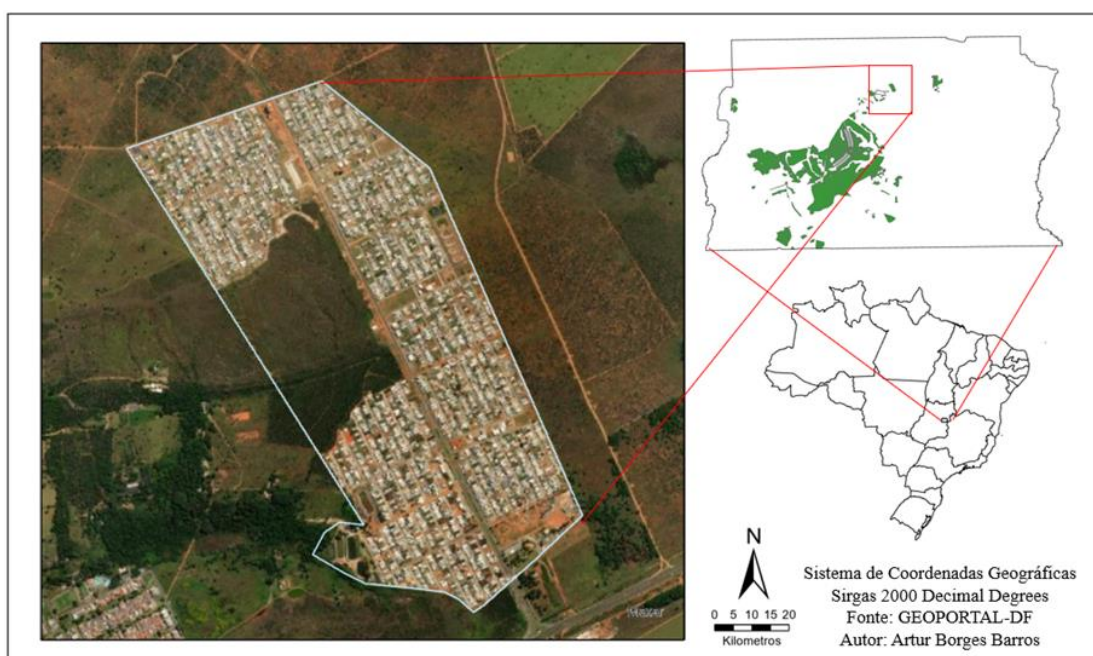 N
0 5 10 15 20
Kilometros
Sistema de Coordenadas Geográficas
Sirgas 2000 Decimal Degrees
Fonte: GEOPORTAL-DF
Autor: Artur Borges Barros